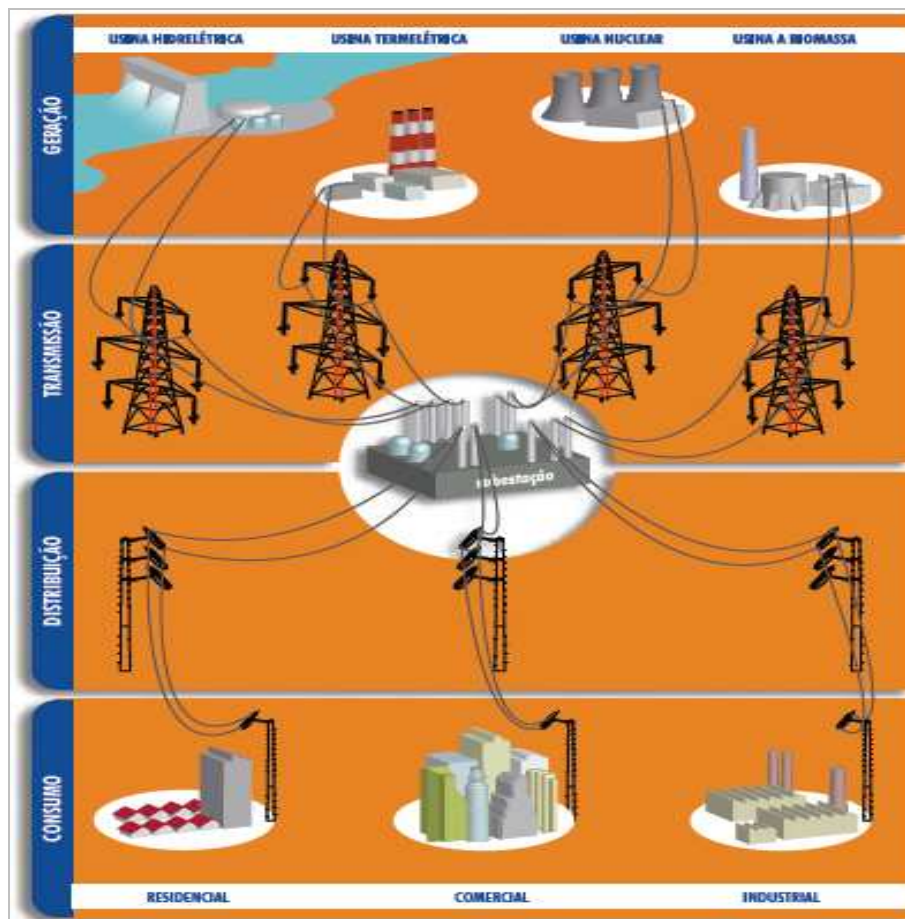 USINA HIDRELÉTRICA
USINA TERMELÉTRICA
USINA NUCLEAR
USINA A BIOMASSA
GERAÇÃO
TRANSMISSÃO
subestação
DISTRIBUIÇÃO
CONSUMO
RESIDENCIAL
COMERCIAL
INDUSTRIAL